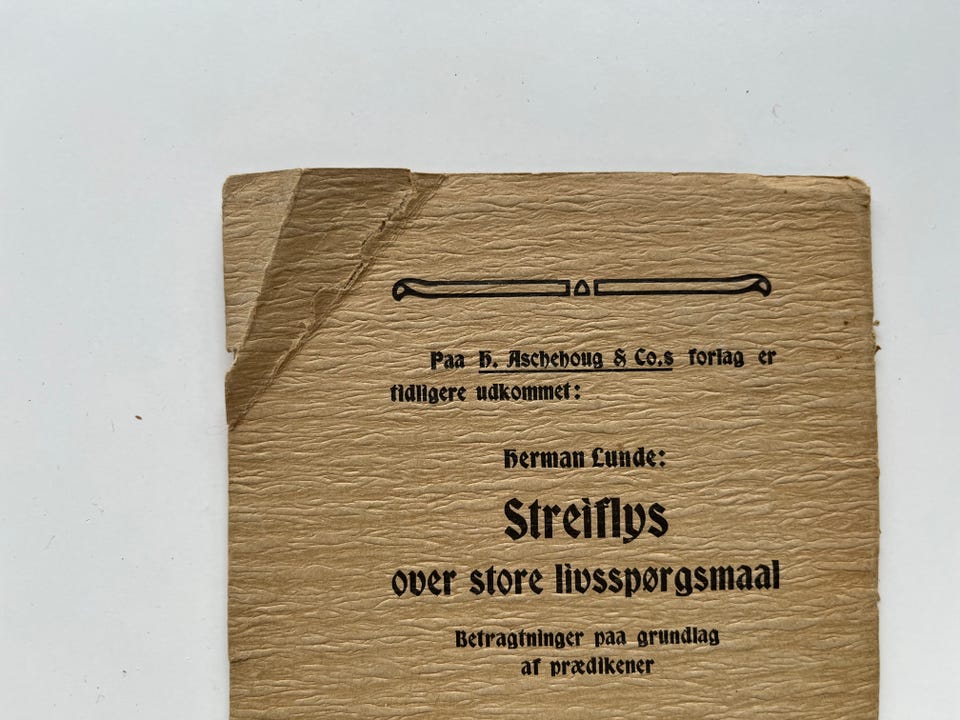 Paa H. Aschehoug & Co.s forlag er
tidligere udkommet:
Herman Lunde:
Streiflys
over store livsspørgsmaal
Betragtninger paa grundlag
af prædikener